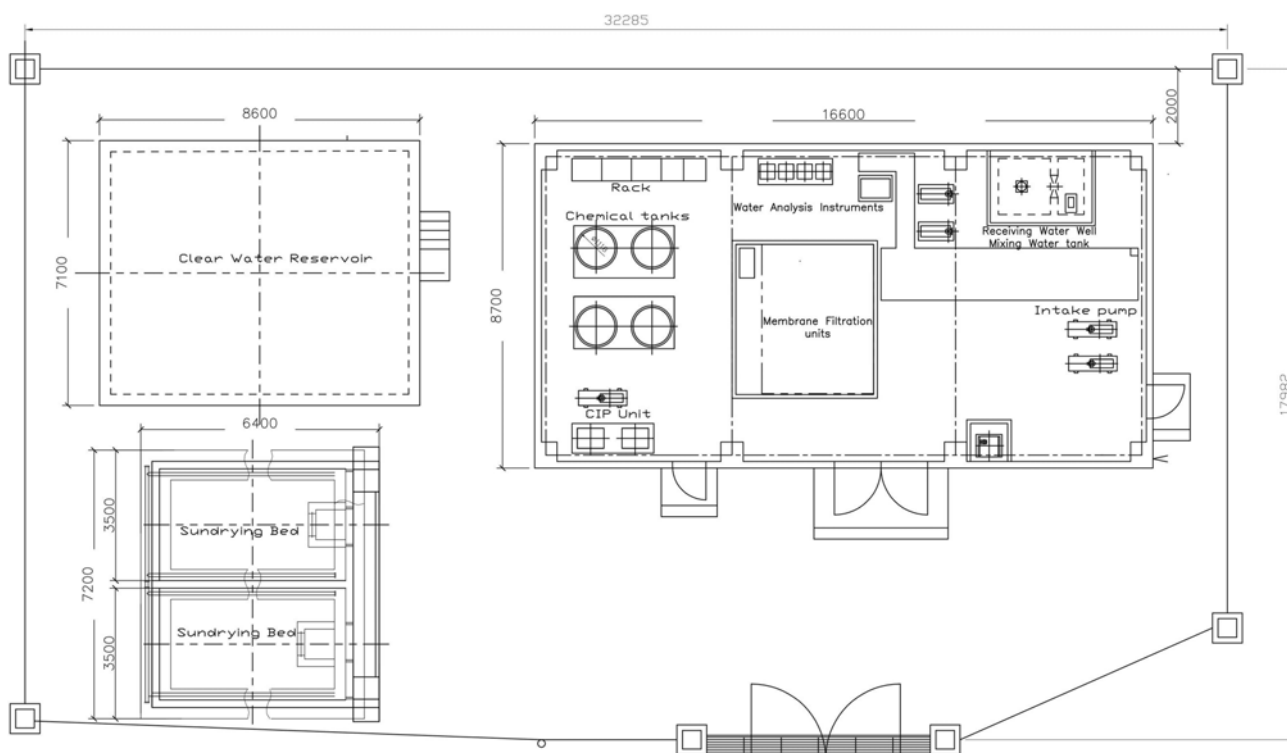 32285
8600
16600
2000
Rack
Water Analysis Instruments
Chemical tanks
Receiving Water Well
Mixing Water tank
Clear Water Reservoir
7100
8700
Membrane Filtration
units
Intake pump
17982
CIP Unit
6400
3500
Sundrying Bed
7200
Sundrying Bed
3500